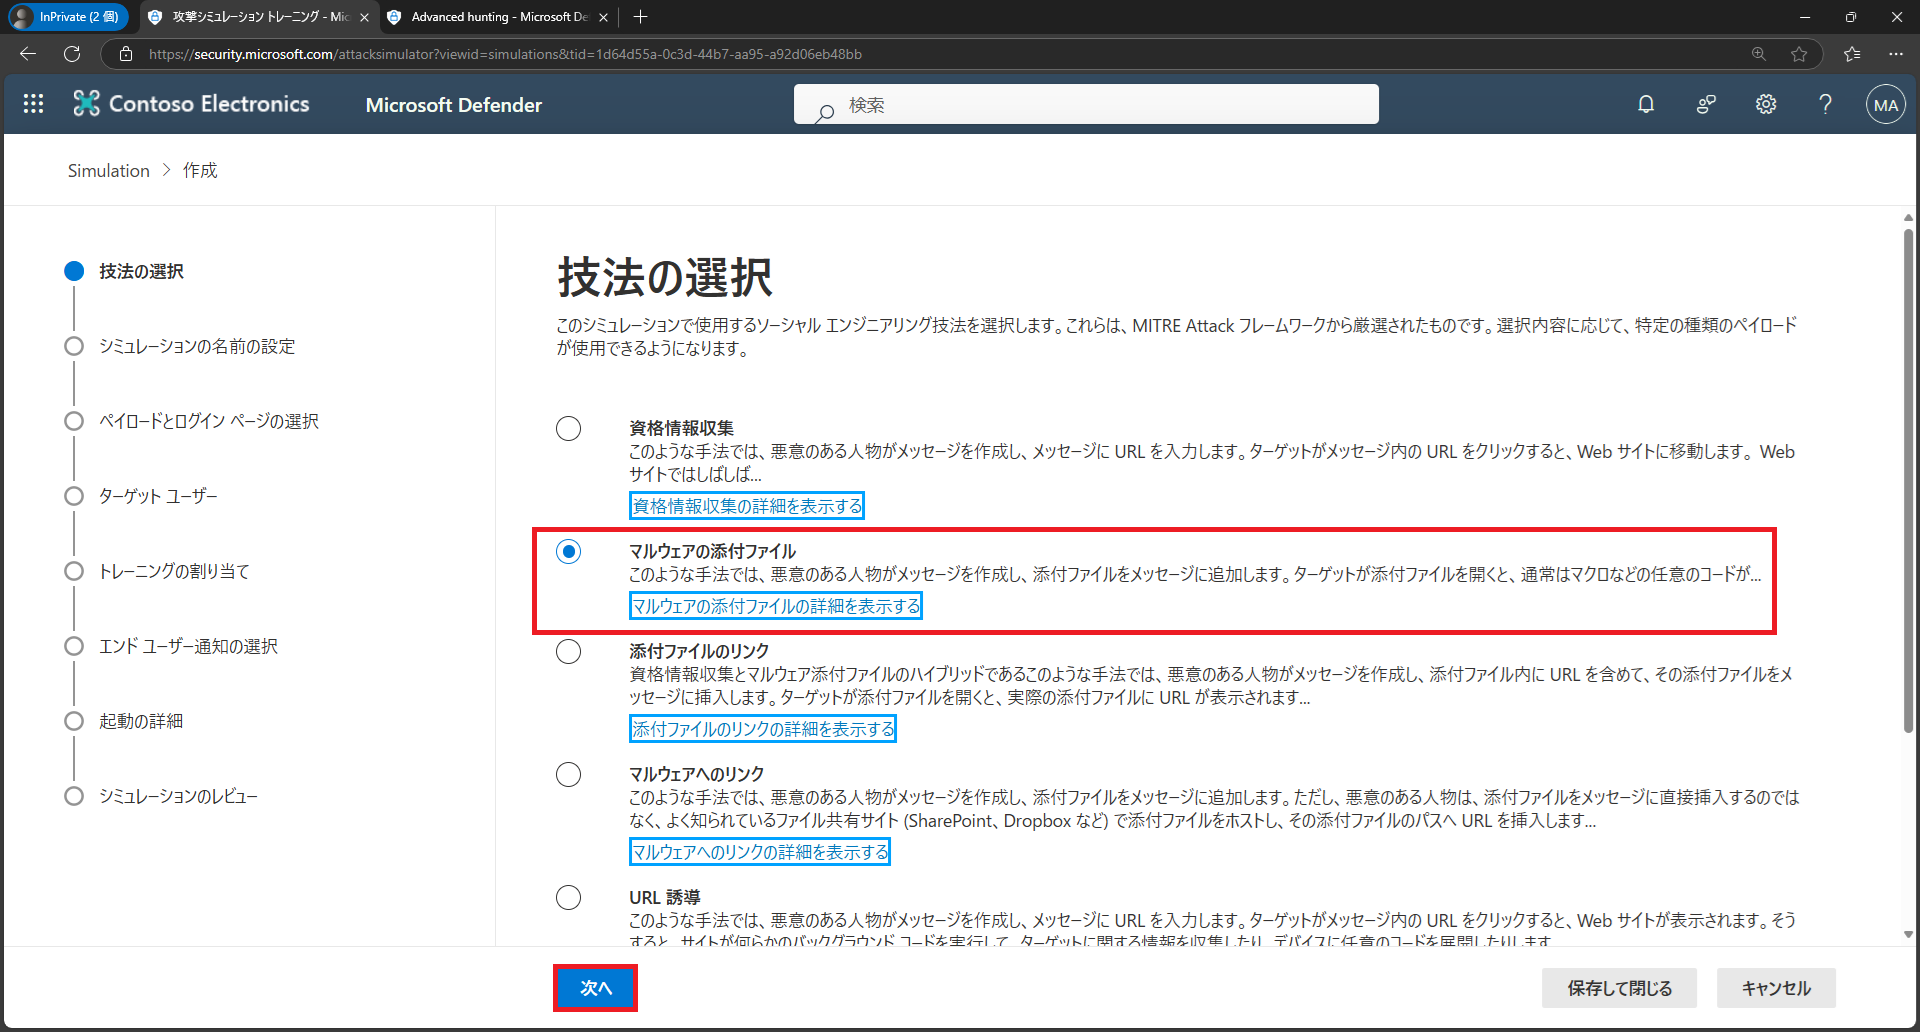 InPrivate (2 個)
攻撃シミュレーション トレーニング - Mic
Advanced hunting - Microsoft De
https://security.microsoft.com/attacksimulator?viewid=simulations&tid=1d64d55a-0c3d-44b7-aa95-a92d06eb48bb
Contoso Electronics
Microsoft Defender
検索
MA
Simulation > 作成
技法の選択
シミュレーションの名前の設定
ペイロードとログイン ページの選択
ターゲット ユーザー
トレーニングの割り当て
エンド ユーザー通知の選択
起動の詳細
シミュレーションのレビュー
技法の選択
このシミュレーションで使用するソーシャル エンジニアリング技法を選択します。これらは、MITRE Attack フレームワークから厳選されたものです。選択内容に応じて、特定の種類のペイロード
が使用できるようになります。
資格情報収集
このような手法では、悪意のある人物がメッセージを作成し、メッセージに URL を入力します。ターゲットがメッセージ内の URL をクリックすると、Web サイトに移動します。Web
サイトではしばしば...
資格情報収集の詳細を表示する
マルウェアの添付ファイル
このような手法では、悪意のある人物がメッセージを作成し、添付ファイルをメッセージに追加します。ターゲットが添付ファイルを開くと、通常はマクロなどの任意のコードが...
マルウェアの添付ファイルの詳細を表示する
添付ファイルのリンク
資格情報収集とマルウェア添付ファイルのハイブリッドであるこのような手法では、悪意のある人物がメッセージを作成し、添付ファイル内に URL を含めて、その添付ファイルをメ
ッセージに挿入します。ターゲットが添付ファイルを開くと、実際の添付ファイルに URL が表示されます...
添付ファイルのリンクの詳細を表示する
マルウェアへのリンク
このような手法では、悪意のある人物がメッセージを作成し、添付ファイルをメッセージに追加します。ただし、悪意のある人物は、添付ファイルをメッセージに直接挿入するのでは
なく、よく知られているファイル共有サイト (SharePoint、Dropbox など) で添付ファイルをホストし、その添付ファイルのパスへ URL を挿入します...
マルウェアへのリンクの詳細を表示する
URL 誘導
このような手法では、悪意のある人物がメッセージを作成し、メッセージに URL を入力します。ターゲットがメッセージ内の URL をクリックすると、Web サイトが表示されます。そう
すると、サイトが何らかのバックグラウンド コードを実行して、ターゲットに関する情報を収集したり、デバイスに任意のコードを展開したりします
次へ
保存して閉じる
キャンセル